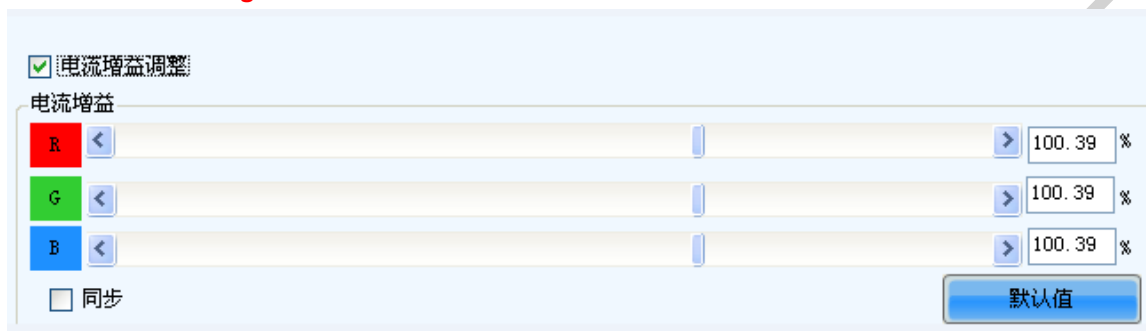 电流增益调整
电流增益
R 100.39 %
G 100.39 %
B 100.39 %
同步 默认值